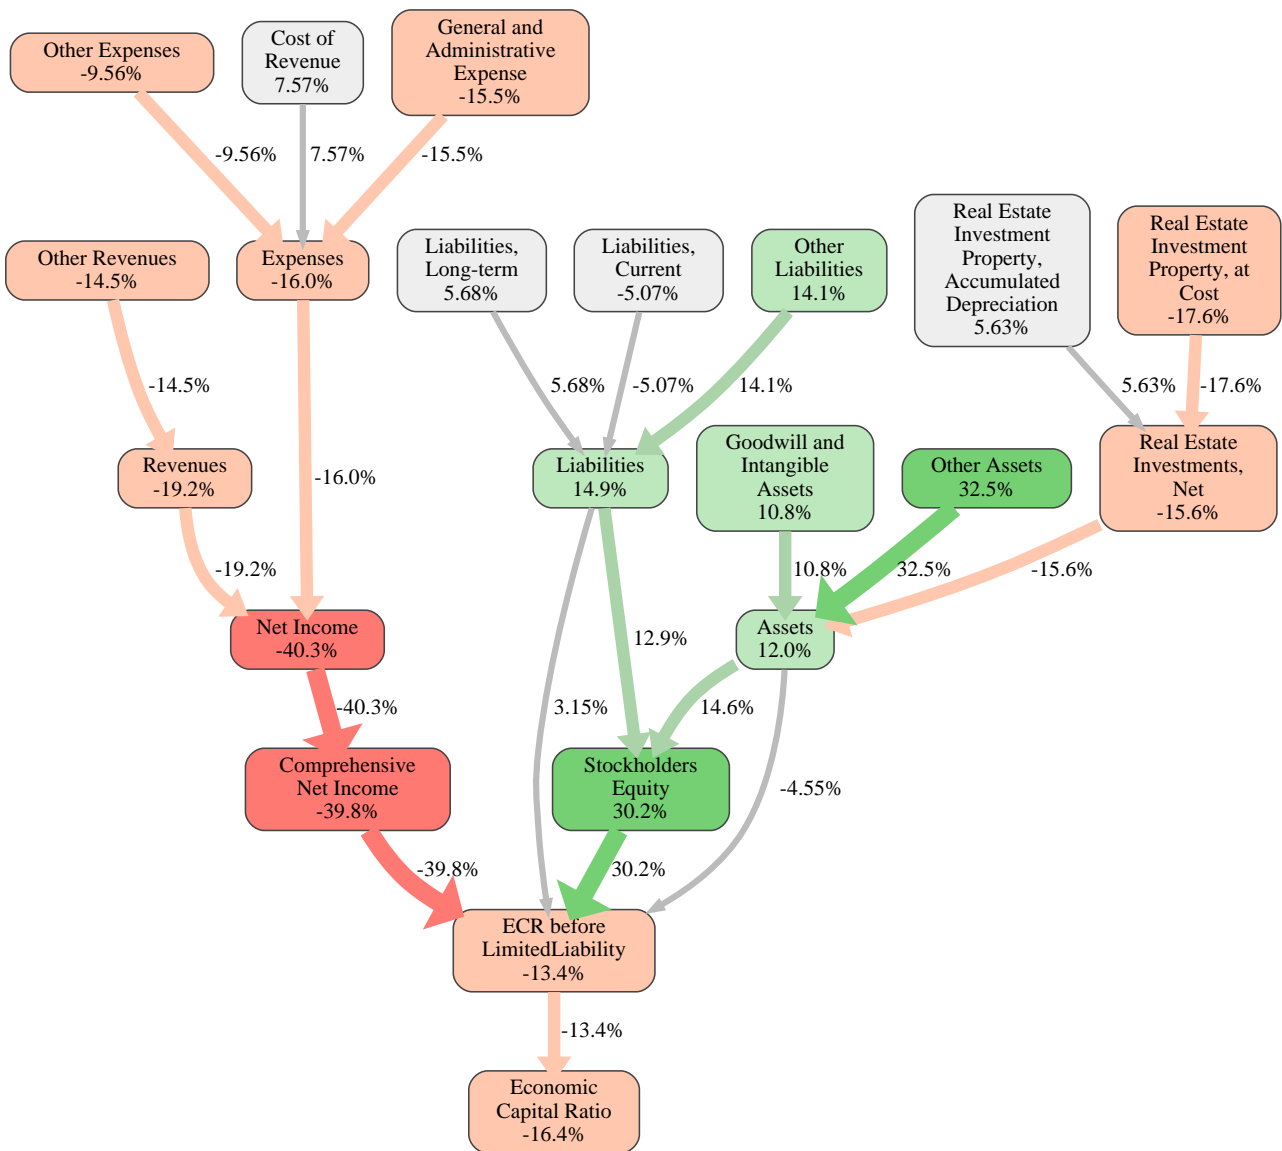 Other Expenses
-9.56%
Cost of
Revenue
7.57%
General and
Administrative
Expense
-15.5%
-9.56%
7.57%
-15.5%
Other Revenues
-14.5%
Expenses
-16.0%
Liabilities,
Long-term
5.68%
Liabilities,
Current
-5.07%
Other
Liabilities
14.1%
Real Estate
Investment
Property,
Accumulated
Depreciation
5.63%
Real Estate
Investment
Property, at
Cost
-17.6%
-14.5%
5.68%
-5.07%
14.1%
5.63%
-17.6%
Revenues
-19.2%
-16.0%
Liabilities
14.9%
Goodwill and
Intangible
Assets
10.8%
Other Assets
32.5%
Real Estate
Investments,
Net
-15.6%
-19.2%
10.8%
32.5%
-15.6%
Net Income
-40.3%
12.9%
Assets
12.0%
-40.3%
3.15%
14.6%
Comprehensive
Net Income
-39.8%
Stockholders
Equity
30.2%
-4.55%
-39.8%
30.2%
ECR before
LimitedLiability
-13.4%
-13.4%
Economic
Capital Ratio
-16.4%